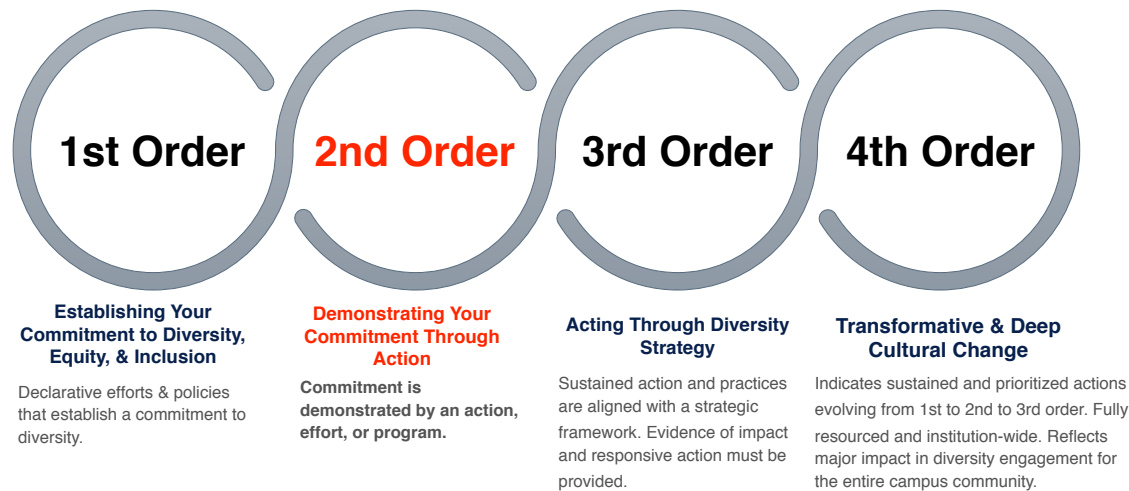 1st Order
2nd Order
3rd Order
4th Order
Establishing Your
Commitment to Diversity,
Equity, & Inclusion
Declarative efforts & policies
that establish a commitment to
diversity.
Demonstrating Your
Commitment Through
Action
Commitment is
demonstrated by an action,
effort, or program.
Acting Through Diversity
Strategy
Sustained action and practices
are aligned with a strategic
framework. Evidence of impact
and responsive action must be
provided.
Transformative & Deep
Cultural Change
Indicates sustained and prioritized actions
evolving from 1st to 2nd to 3rd order. Fully
resourced and institution-wide. Reflects
major impact in diversity engagement for
the entire campus community.